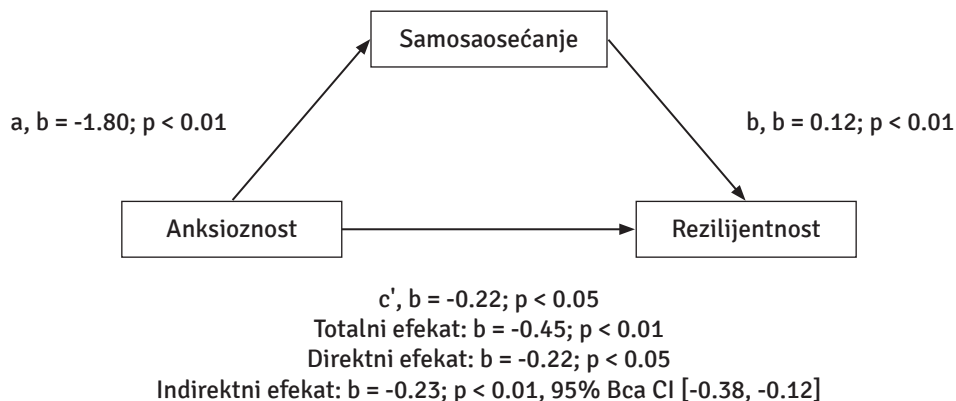 Samosaosećanje
a, b = -1.80; p < 0.01
b, b = 0.12; p < 0.01
Anksioznost
Rezilijentnost
c', b = -0.22; p < 0.05
Totalni efekat: b = -0.45; p < 0.01
Direktni efekat: b = -0.22; p < 0.05
Indirektni efekat: b = -0.23; p < 0.01, 95% Bca CI [-0.38, -0.12]